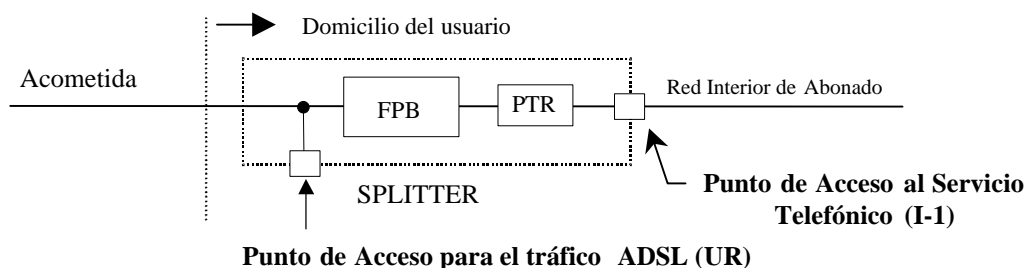 Domicilio del usuario
Acometida
FPB
PTR
Red Interior de Abonado
SPLITTER
Punto de Acceso al Servicio
Telefónico (I-1)
Punto de Acceso para el tráfico ADSL (UR)